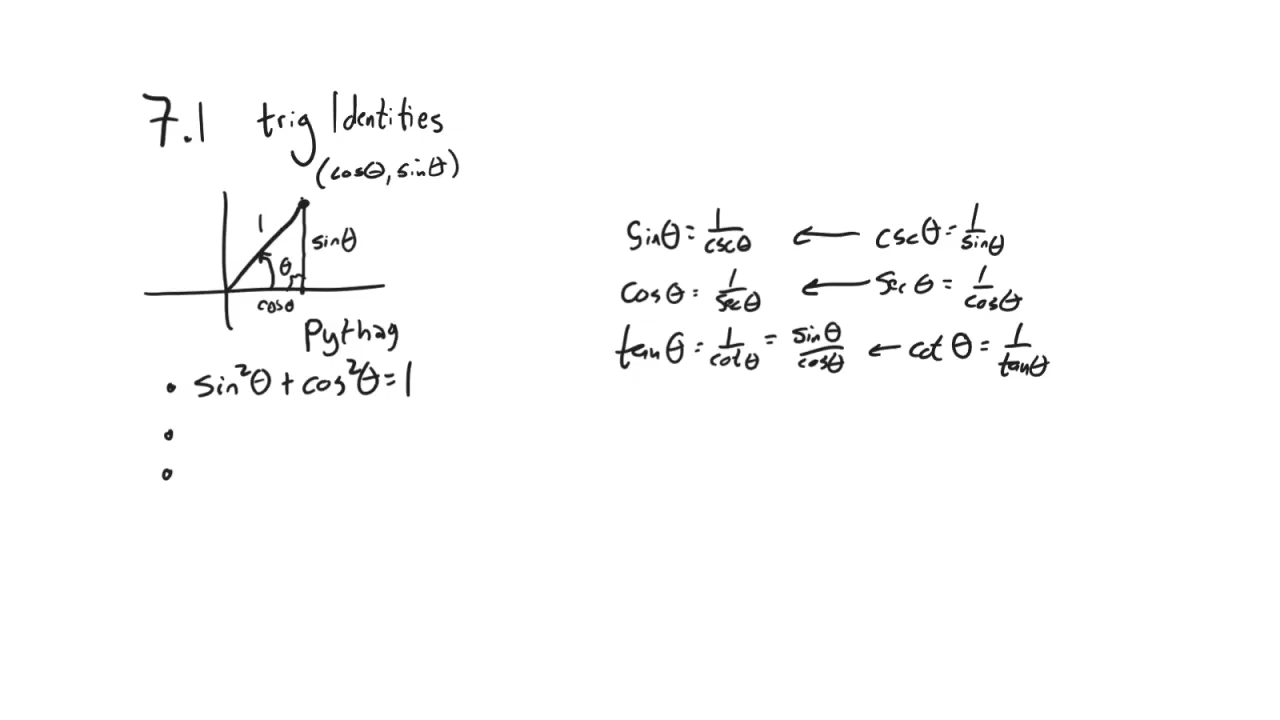 7.1 trig Identities
(cosθ, sinθ)
1
sinθ
θ
cosθ
Pythag
• sin²θ + cos²θ = 1
•
•
sinθ = 1/cscθ ← cscθ = 1/sinθ
cosθ = 1/secθ ← secθ = 1/cosθ
tanθ = 1/cotθ = sinθ/cosθ ← cotθ = 1/tanθ